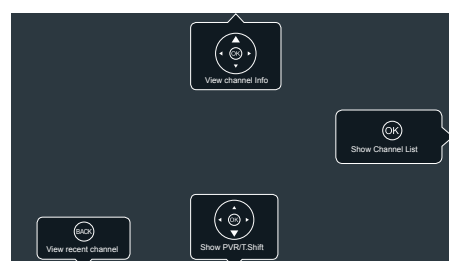 OK
View channel Info
OK
Show Channel List
OK
Show PVR/T.Shift
BACK
View recent channel